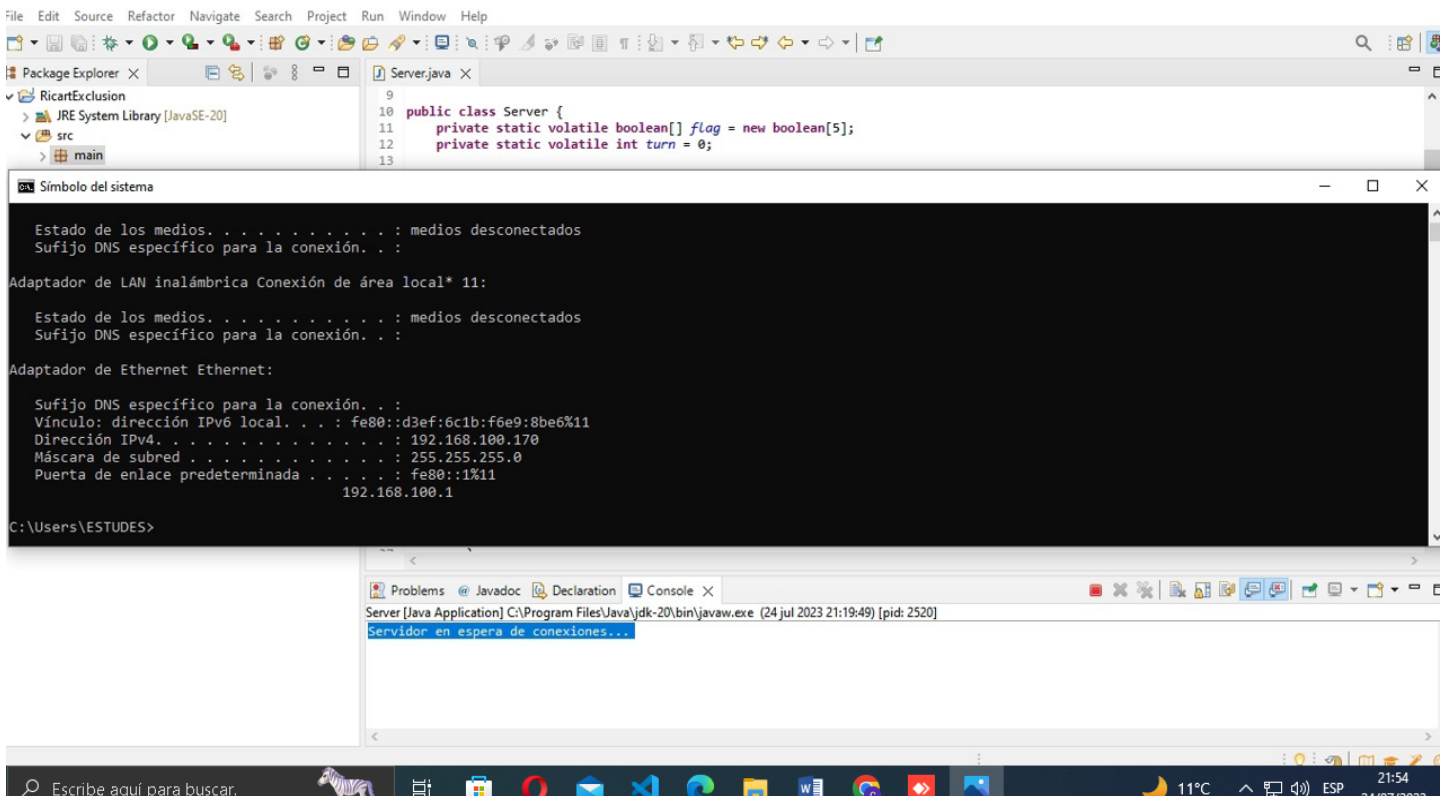 File Edit Source Refactor Navigate Search Project Run Window Help
Package Explorer
Server.java
RicartExclusion
JRE System Library [JavaSE-20]
src
main
9
10 public class Server {
11 private static volatile boolean[] flag = new boolean[5];
12 private static volatile int turn = 0;
13
Símbolo del sistema
Estado de los medios. . . . . . . . . . . : medios desconectados
Sufijo DNS específico para la conexión. . :
Adaptador de LAN inalámbrica Conexión de área local* 11:
Estado de los medios. . . . . . . . . . . : medios desconectados
Sufijo DNS específico para la conexión. . :
Adaptador de Ethernet Ethernet:
Sufijo DNS específico para la conexión. . :
Vínculo: dirección IPv6 local. . . : fe80::d3ef:6c1b:f6e9:8be6%11
Dirección IPv4. . . . . . . . . . . . . . : 192.168.100.170
Máscara de subred . . . . . . . . . . . . : 255.255.255.0
Puerta de enlace predeterminada . . . . . : fe80::1%11
192.168.100.1
C:\Users\ESTUDES>
Problems @ Javadoc Declaration Console
Server [Java Application] C:\Program Files\Java\jdk-20\bin\javaw.exe (24 jul 2023 21:19:49) [pid: 2520]
Servidor en espera de conexiones...
Escribe aquí para buscar.
11°C ESP
21:54
24/07/2023